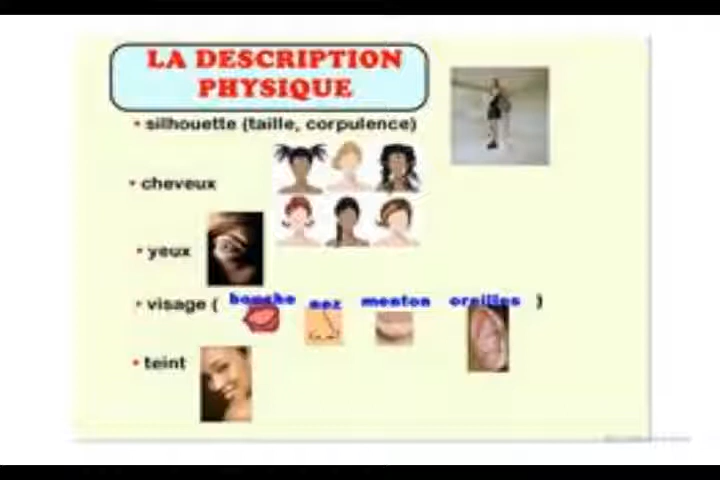 LA DESCRIPTION
PHYSIQUE
• silhouette (taille, corpulence)
• cheveux
• yeux
• visage ( bouche nez menton oreilles )
• teint